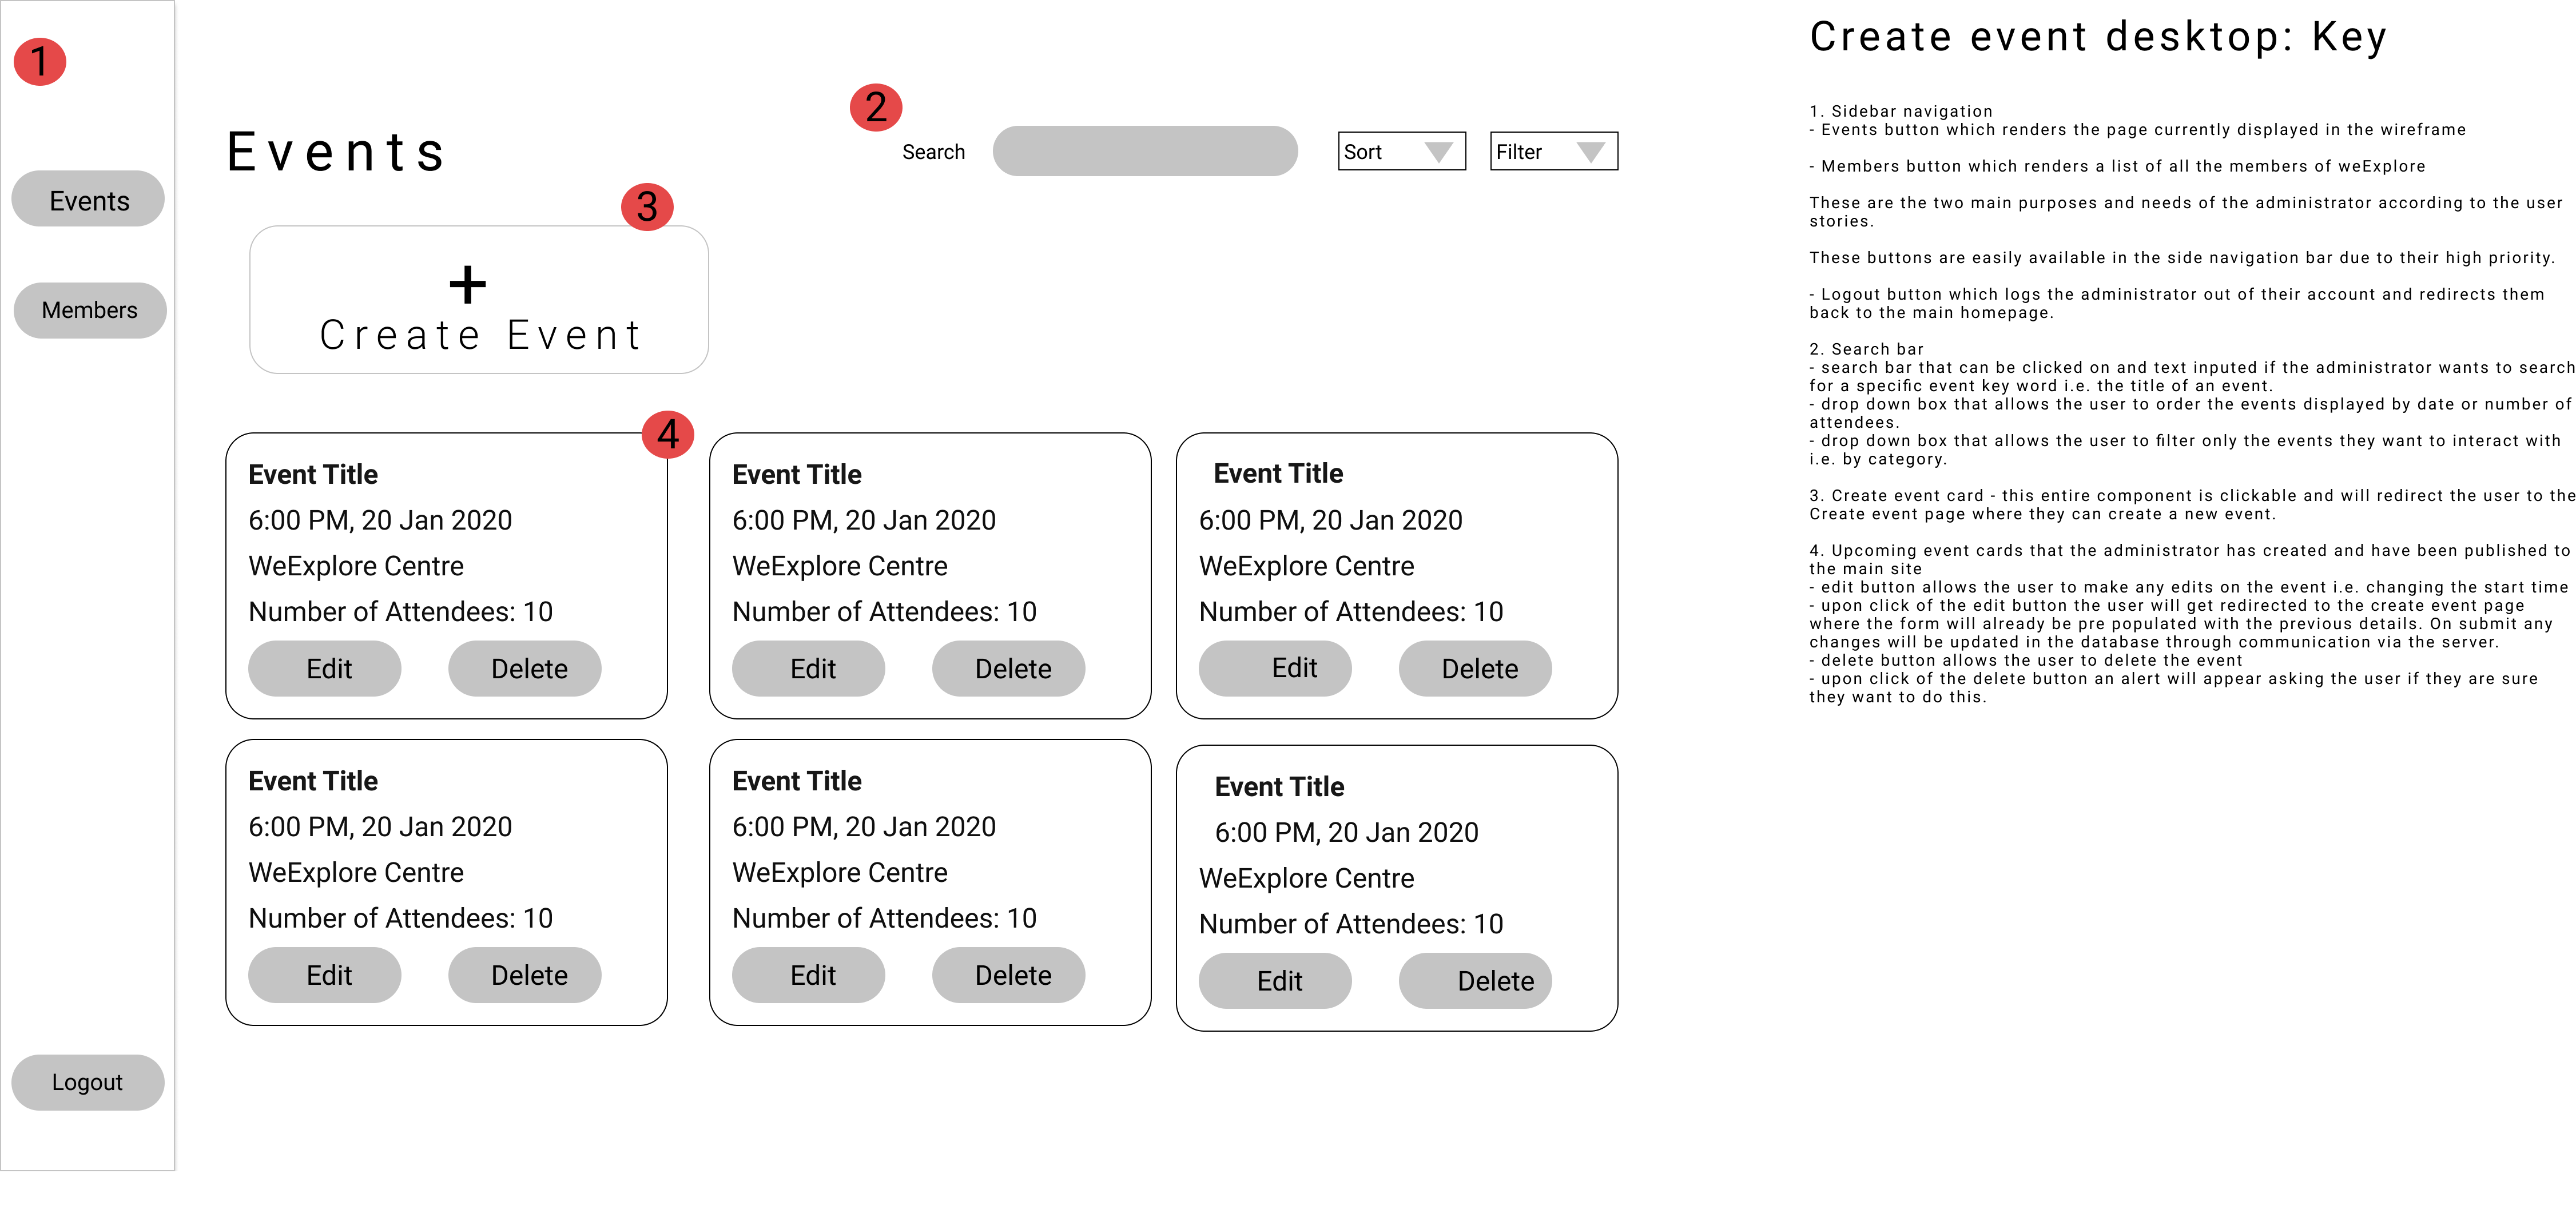 1
Events
Members
Logout
2
Events
Search
Sort
Filter
3
+
Create Event
4
Event Title
6:00 PM, 20 Jan 2020
WeExplore Centre
Number of Attendees: 10
Edit
Delete
Event Title
6:00 PM, 20 Jan 2020
WeExplore Centre
Number of Attendees: 10
Edit
Delete
Event Title
6:00 PM, 20 Jan 2020
WeExplore Centre
Number of Attendees: 10
Edit
Delete
Event Title
6:00 PM, 20 Jan 2020
WeExplore Centre
Number of Attendees: 10
Edit
Delete
Event Title
6:00 PM, 20 Jan 2020
WeExplore Centre
Number of Attendees: 10
Edit
Delete
Event Title
6:00 PM, 20 Jan 2020
WeExplore Centre
Number of Attendees: 10
Edit
Delete
Create event desktop: Key
1. Sidebar navigation
- Events button which renders the page currently displayed in the wireframe
- Members button which renders a list of all the members of weExplore
These are the two main purposes and needs of the administrator according to the user
stories.
These buttons are easily available in the side navigation bar due to their high priority.
- Logout button which logs the administrator out of their account and redirects them
back to the main homepage.
2. Search bar
- search bar that can be clicked on and text inputed if the administrator wants to search
for a specific event key word i.e. the title of an event.
- drop down box that allows the user to order the events displayed by date or number of
attendees.
- drop down box that allows the user to filter only the events they want to interact with
i.e. by category.
3. Create event card - this entire component is clickable and will redirect the user to the
Create event page where they can create a new event.
4. Upcoming event cards that the administrator has created and have been published to
the main site
- edit button allows the user to make any edits on the event i.e. changing the start time
- upon click of the edit button the user will get redirected to the create event page
where the form will already be pre populated with the previous details. On submit any
changes will be updated in the database through communication via the server.
- delete button allows the user to delete the event
- upon click of the delete button an alert will appear asking the user if they are sure
they want to do this.